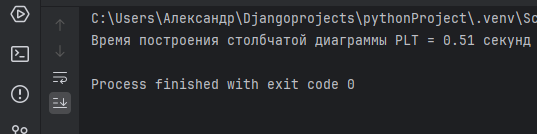 C:\Users\Александр\Djangoprojects\pythonProject\.venv\Sc
Время построения столбчатой диаграммы PLT = 0.51 секунд
Process finished with exit code 0